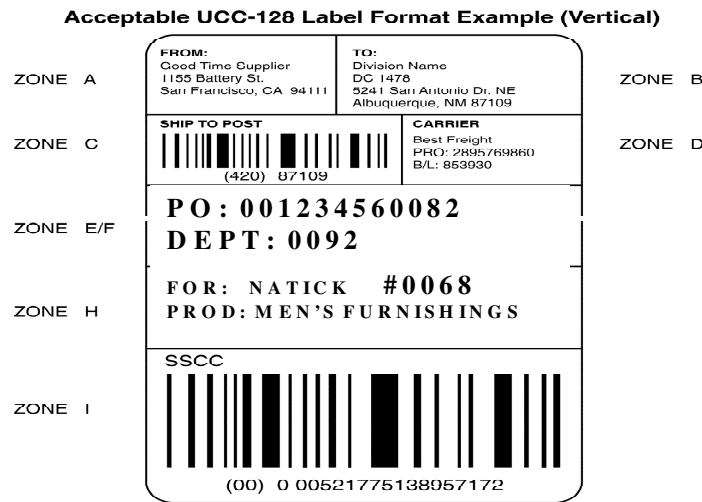 Acceptable UCC-128 Label Format Example (Vertical)
ZONE A
FROM:
Good Time Supplier
1155 Battery St.
San Francisco, CA 94111
TO:
Division Name
DC 1478
5241 San Antonio Dr. NE
Albuquerque, NM 87109
ZONE B
ZONE C
SHIP TO POST
(420) 87109
CARRIER
Best Freight
PRO: 2895769860
B/L: 853930
ZONE D
ZONE E/F
PO: 001234560082
DEPT: 0092
ZONE H
FOR: NATICK #0068
PROD: MEN'S FURNISHINGS
ZONE I
SSCC
(00) 0 00521775138957172